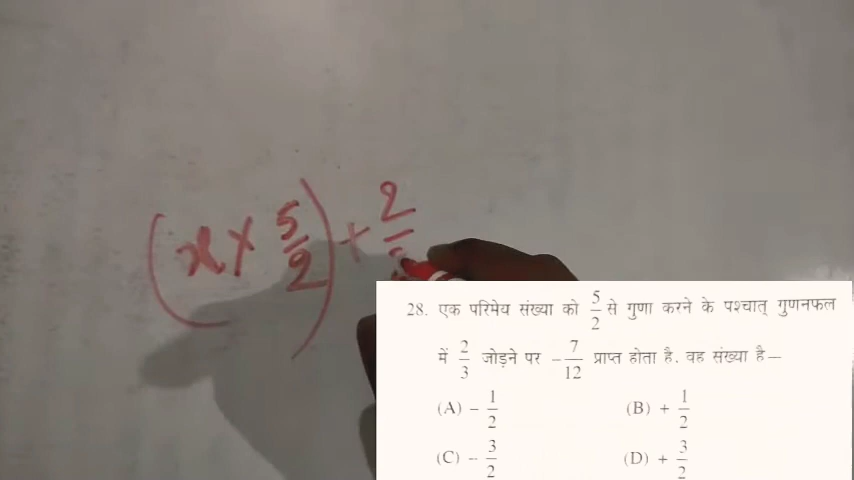 (x × 5/2) + 2/
28. एक परिमेय संख्या को 5/2 से गुणा करने के पश्चात् गुणनफल
में 2/3 जोड़ने पर -7/12 प्राप्त होता है. वह संख्या है—
(A) - 1/2 (B) + 1/2
(C) - 3/2 (D) + 3/2